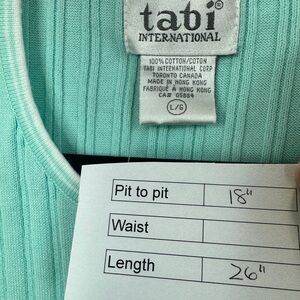 tabi®
INTERNATIONAL
100% COTTON/COTON
TABI INTERNATIONAL CORP
TORONTO CANADA
MADE IN HONG KONG
FABRIQUÉ À HONG KONG
CA# 05884
L/G
Pit to pit 18"
Waist
Length 26"